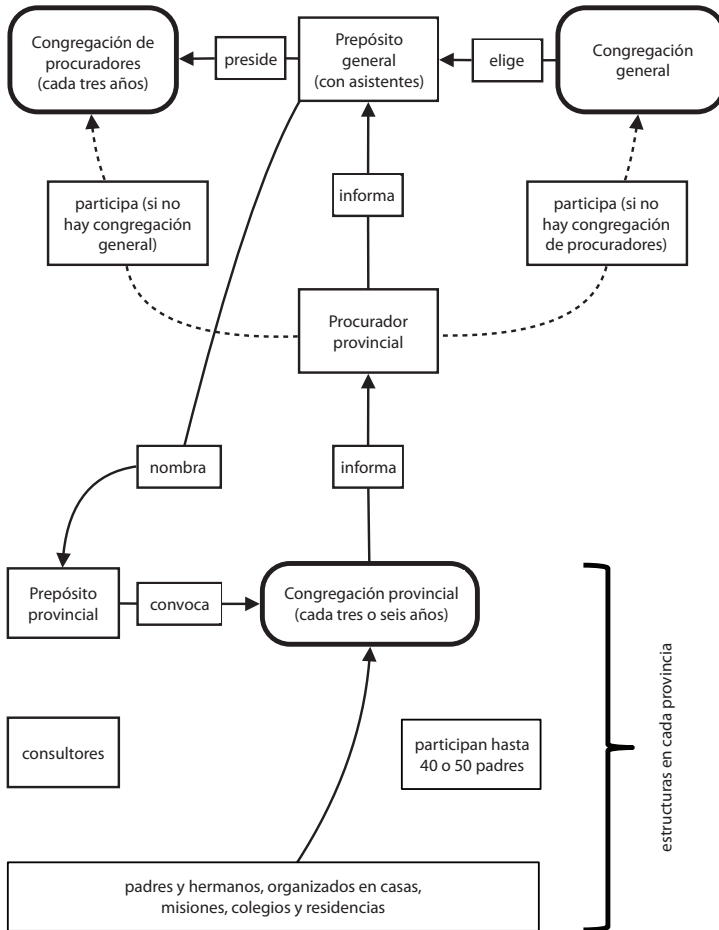 Congregación de
procuradores
(cada tres años)
preside
Prepósito
general
(con asistentes)
elige
Congregación
general
participa (si no
hay congregación
general)
informa
participa (si no
hay congregación
de procuradores)
Procurador
provincial
nombra
informa
Prepósito
provincial
convoca
Congregación provincial
(cada tres o seis años)
estructuras en cada provincia
consultores
participan hasta
40 o 50 padres
padres y hermanos, organizados en casas,
misiones, colegios y residencias